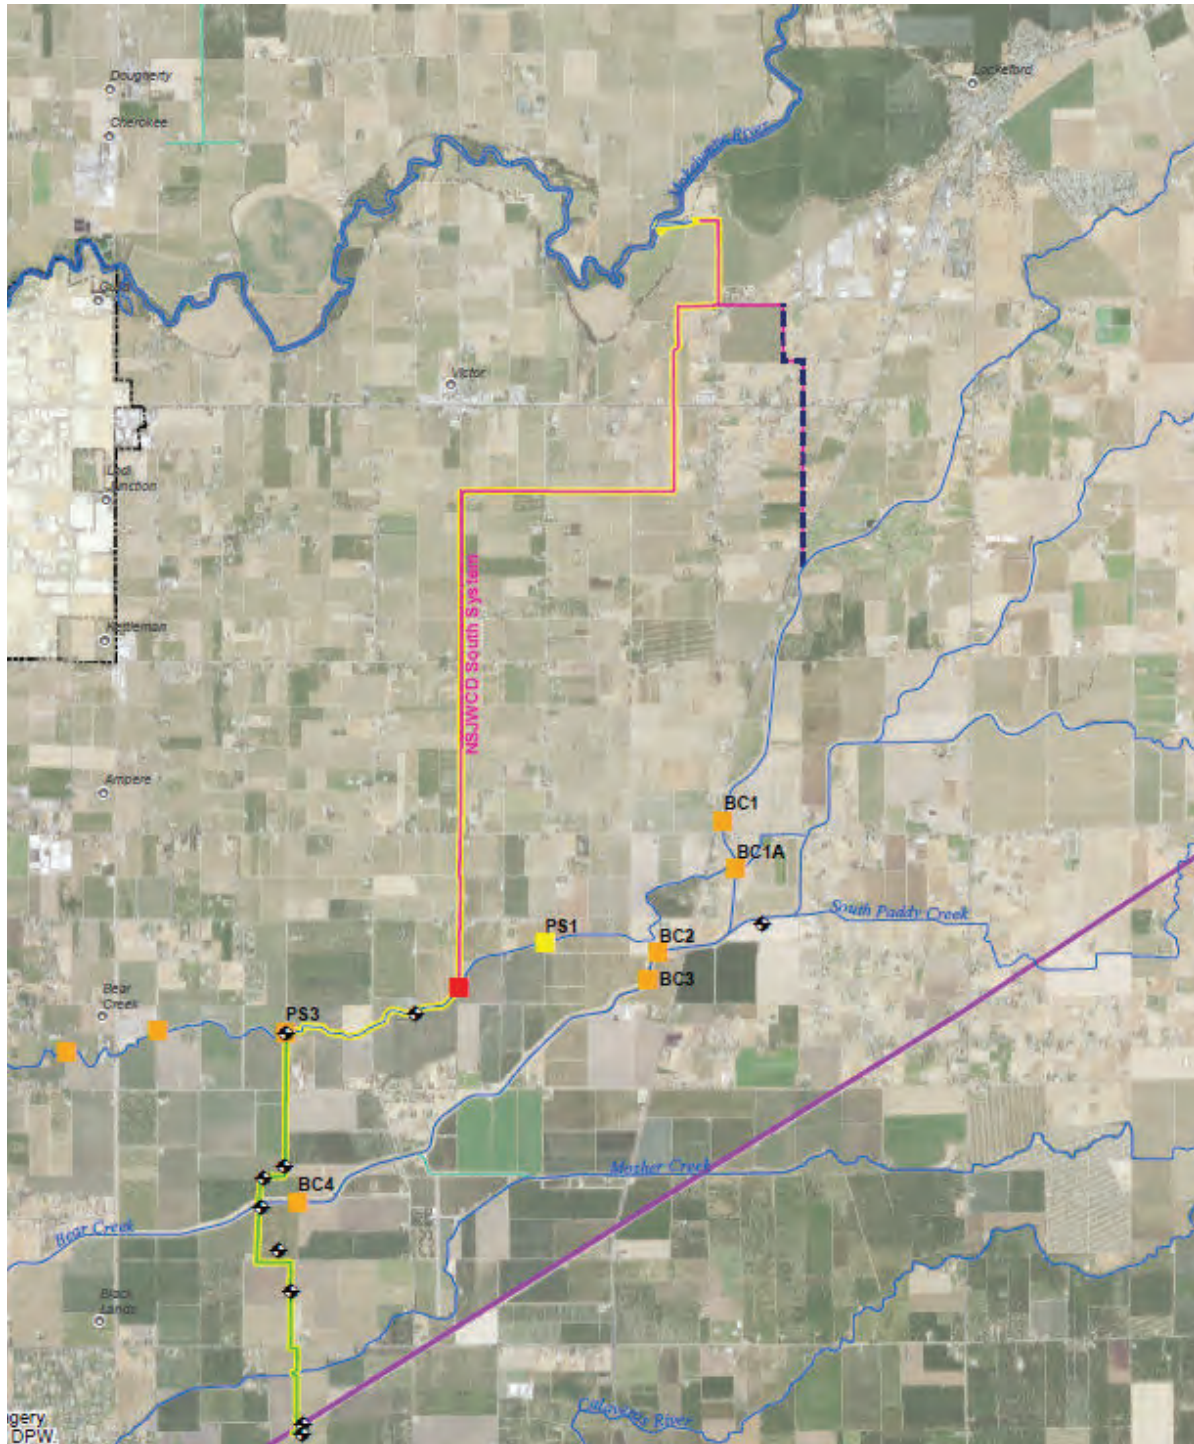 Dougherty
Lockeford
Cherokee
Mokelumne River
Victor
Lodi
Junction
Kettleman
NSJWCD South System
Ampere
BC1
BC1A
South Paddy Creek
PS1
BC2
BC3
Bear
Creek
PS3
Mosher Creek
BC4
Bear Creek
Black
Lands
Calaveras River
gery,
DPW.